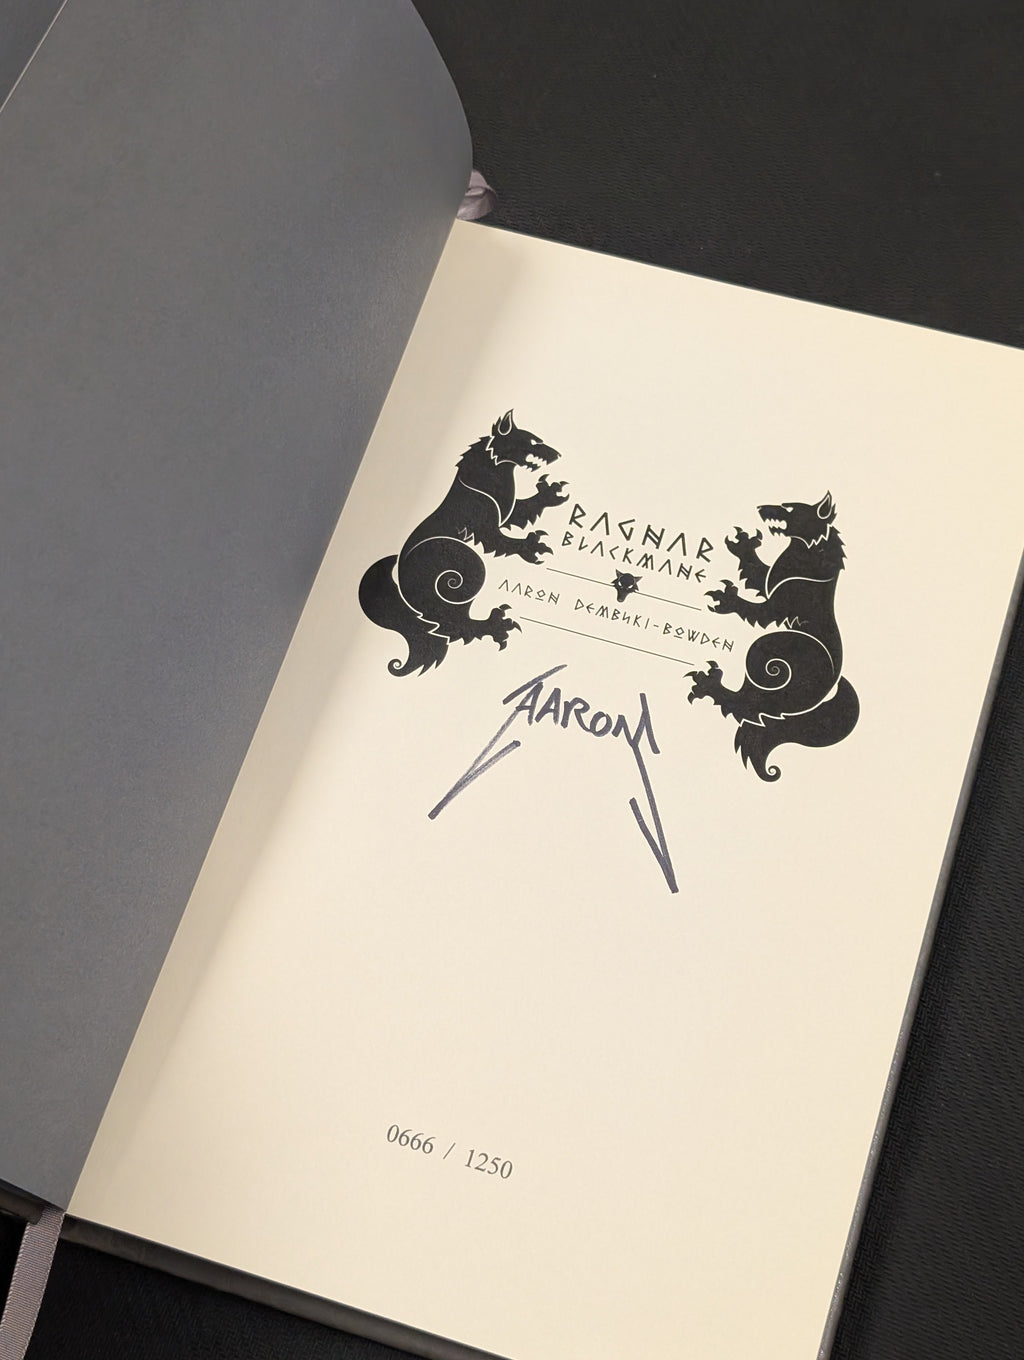 RAGNAR
BLACKMANE
AARON DEMBSKI-BOWDEN
AARON
0666 / 1250